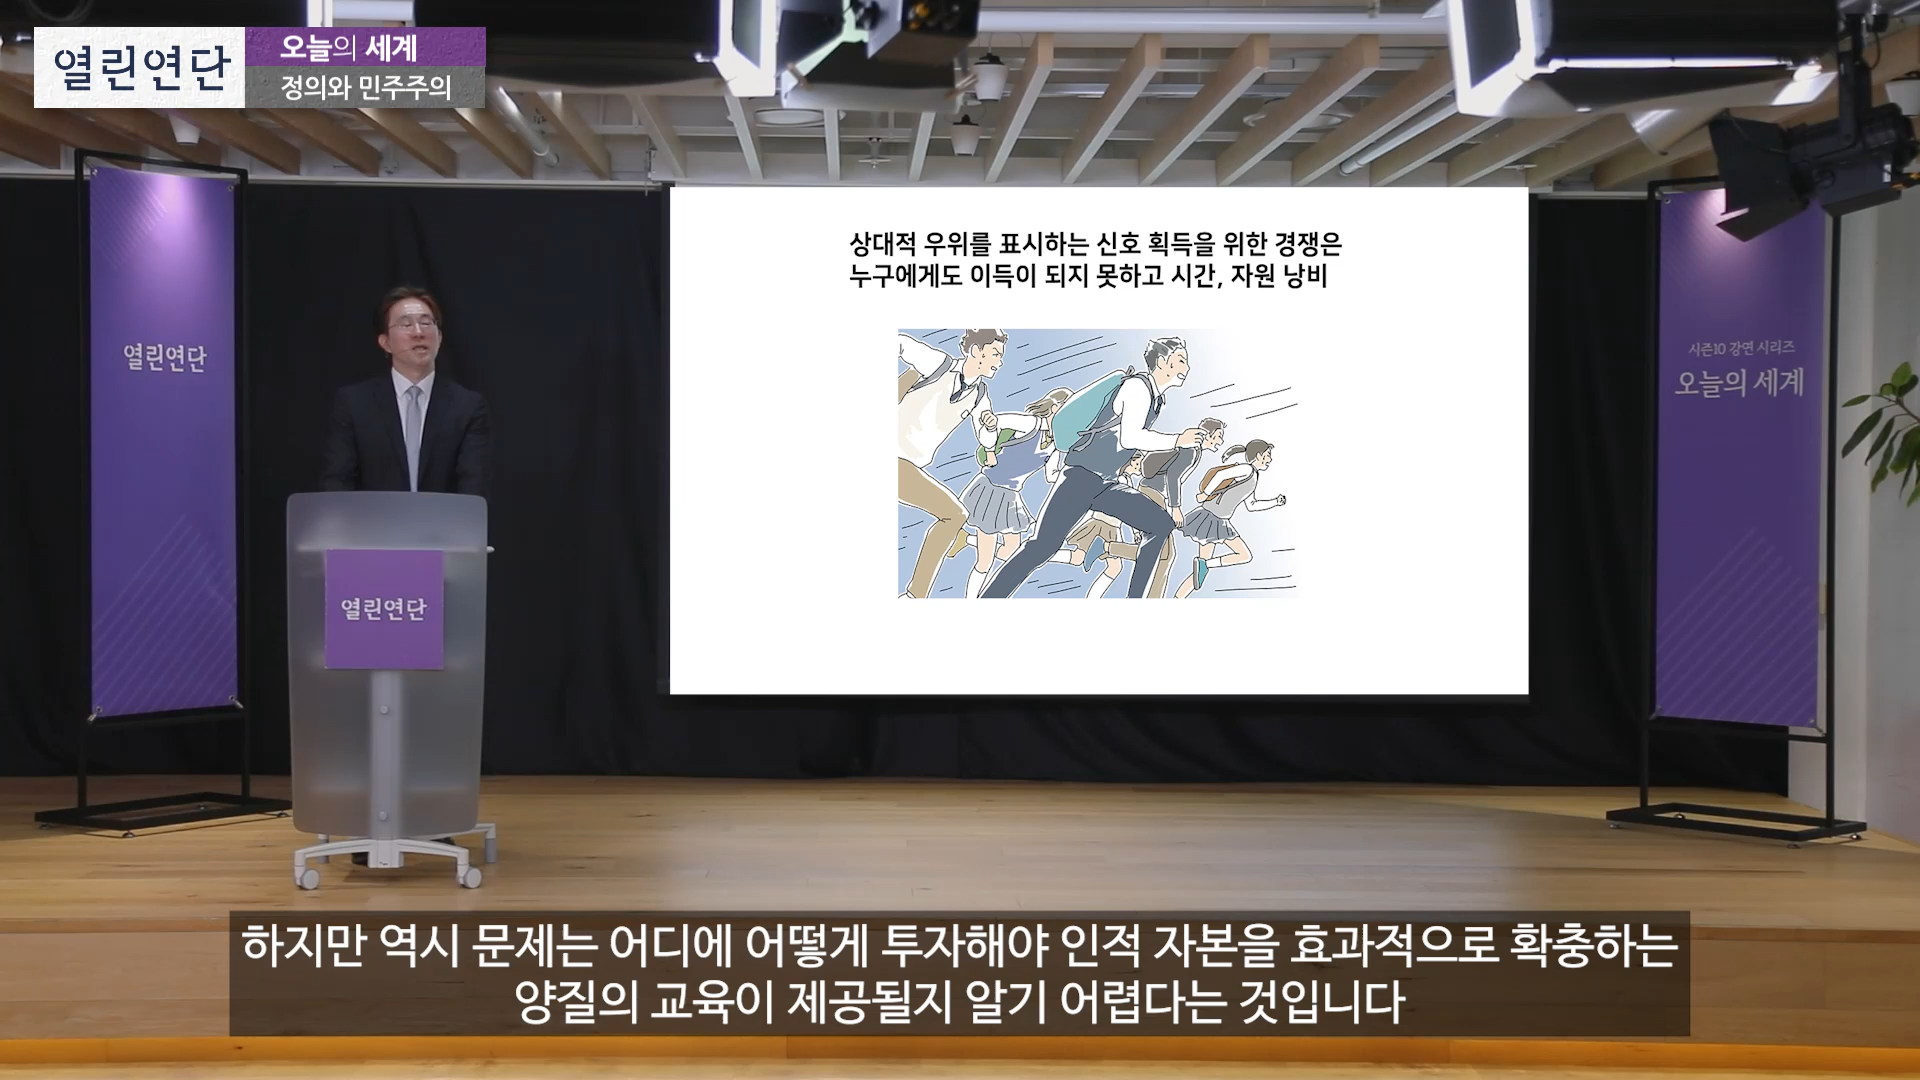 열린연단
오늘의 세계
정의와 민주주의
상대적 우위를 표시하는 신호 획득을 위한 경쟁은
누구에게도 이득이 되지 못하고 시간, 자원 낭비
열린연단
시즌10 강연 시리즈
오늘의 세계
열린연단
하지만 역시 문제는 어디에 어떻게 투자해야 인적 자본을 효과적으로 확충하는
양질의 교육이 제공될지 알기 어렵다는 것입니다